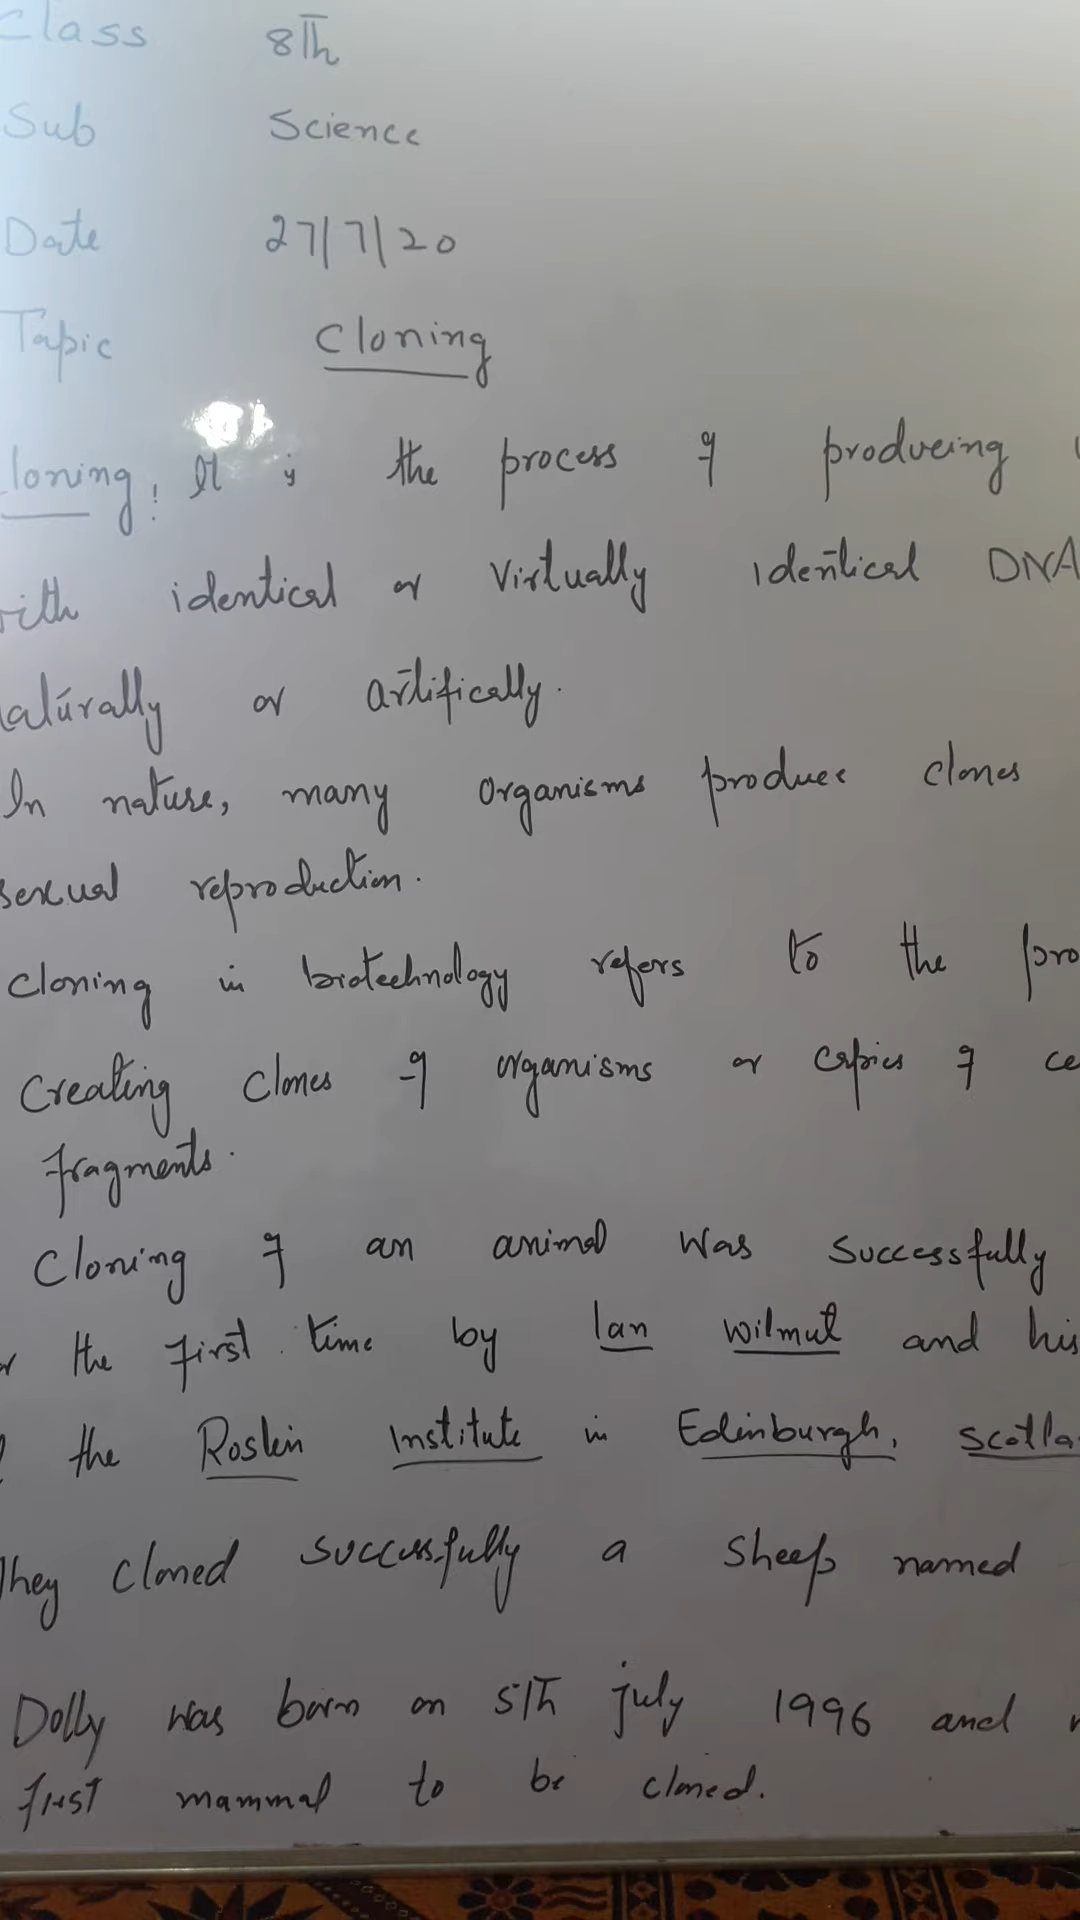 Class 8Th
Sub Science
Date 27/7/20
Topic Cloning
loning: It is the process of producing
ith identical or Virtually identical DNA
aturally or artifically.
In nature, many organisms produce clones
sexual reproduction.
Cloning in biotechnology refers to the pro
Creating Clones of organisms or copies of ce
fragments.
Cloning of an animal was successfully
the first time by Ian wilmut and his
the Roslin Institute in Edinburgh, Scotla
They cloned successfully a sheep named
Dolly was born on 5Th july 1996 and
first mammal to be cloned.